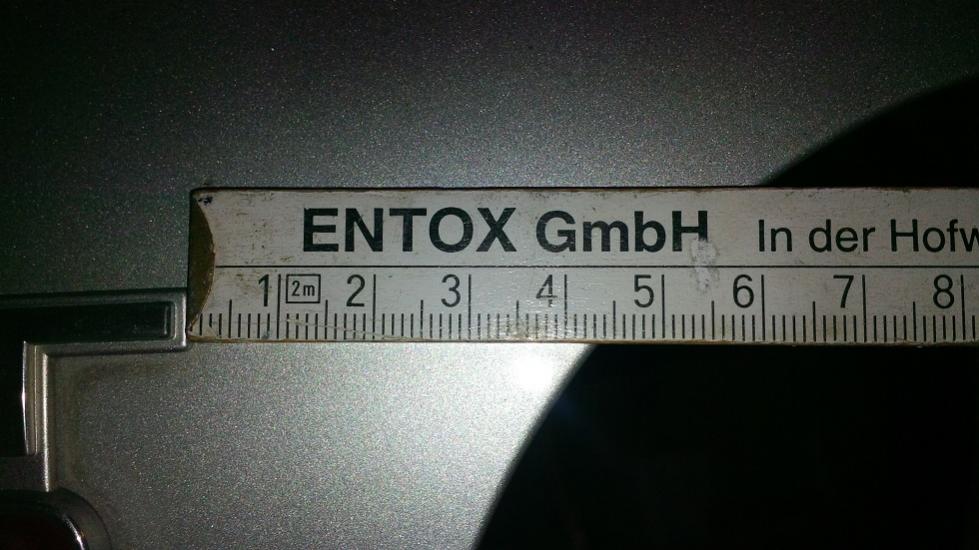 ENTOX GmbH In der Hofw
1 2m 2 3 4 5 6 7 8